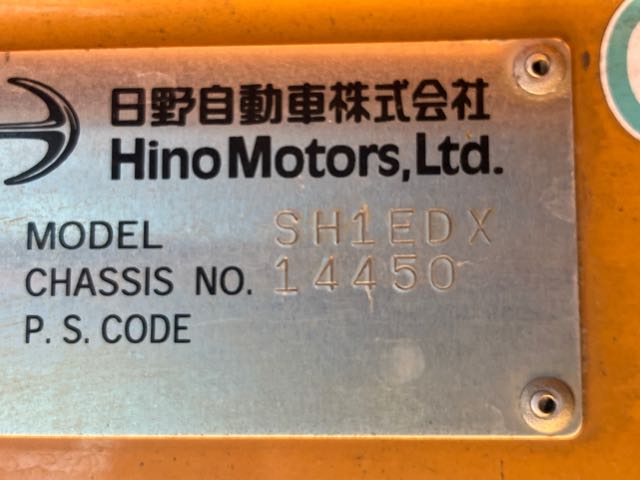 日野自動車株式会社
Hino Motors, Ltd.
MODEL SH1EDX
CHASSIS NO. 14450
P. S. CODE